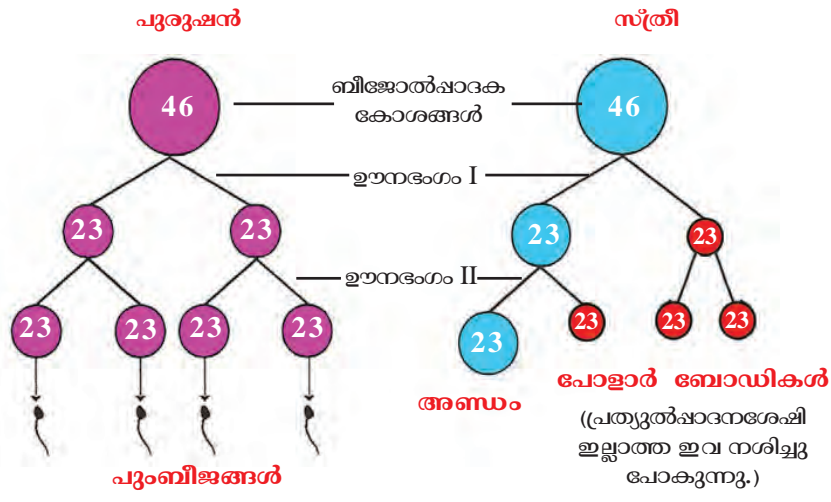 പുരുഷൻ
സ്ത്രീ
46
ബീജോൽപ്പാദക
കോശങ്ങൾ
46
ഊനഭംഗം I
23
23
23
23
ഊനഭംഗം II
23
23
23
23
23
23
23
23
പോളാർ ബോഡികൾ
അണ്ഡം
(പ്രത്യുൽപ്പാദനശേഷി
ഇല്ലാത്ത ഇവ നശിച്ചു
പോകുന്നു.)
പുംബീജങ്ങൾ